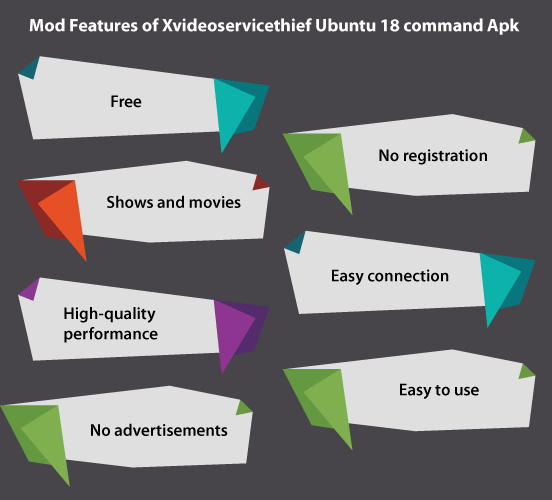 Mod Features of Xvideoservicethief Ubuntu 18 command Apk
Free
No registration
Shows and movies
Easy connection
High-quality
performance
Easy to use
No advertisements